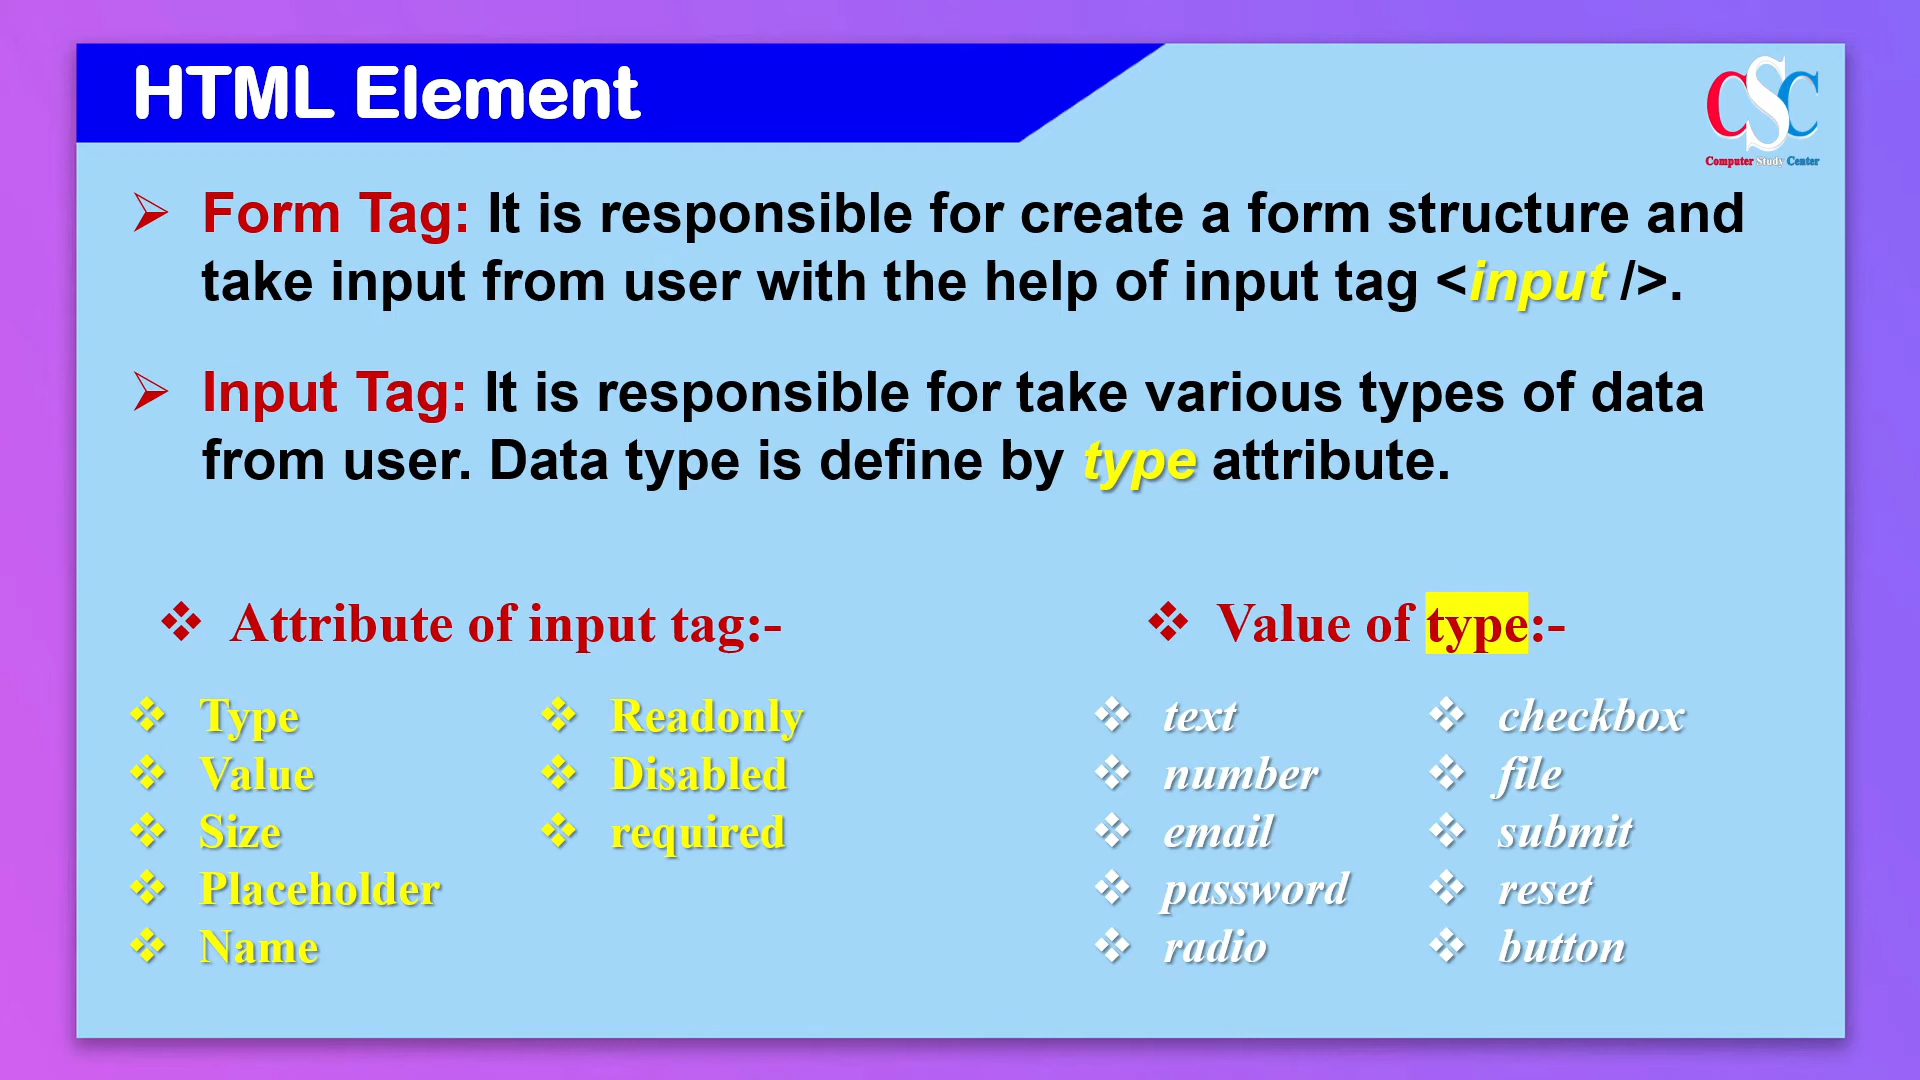 HTML Element
CSC
Computer Study Center
Form Tag: It is responsible for create a form structure and
take input from user with the help of input tag <input />.
Input Tag: It is responsible for take various types of data
from user. Data type is define by type attribute.
Attribute of input tag:-
Type
Value
Size
Placeholder
Name
Readonly
Disabled
required
Value of type:-
text
number
email
password
radio
checkbox
file
submit
reset
button